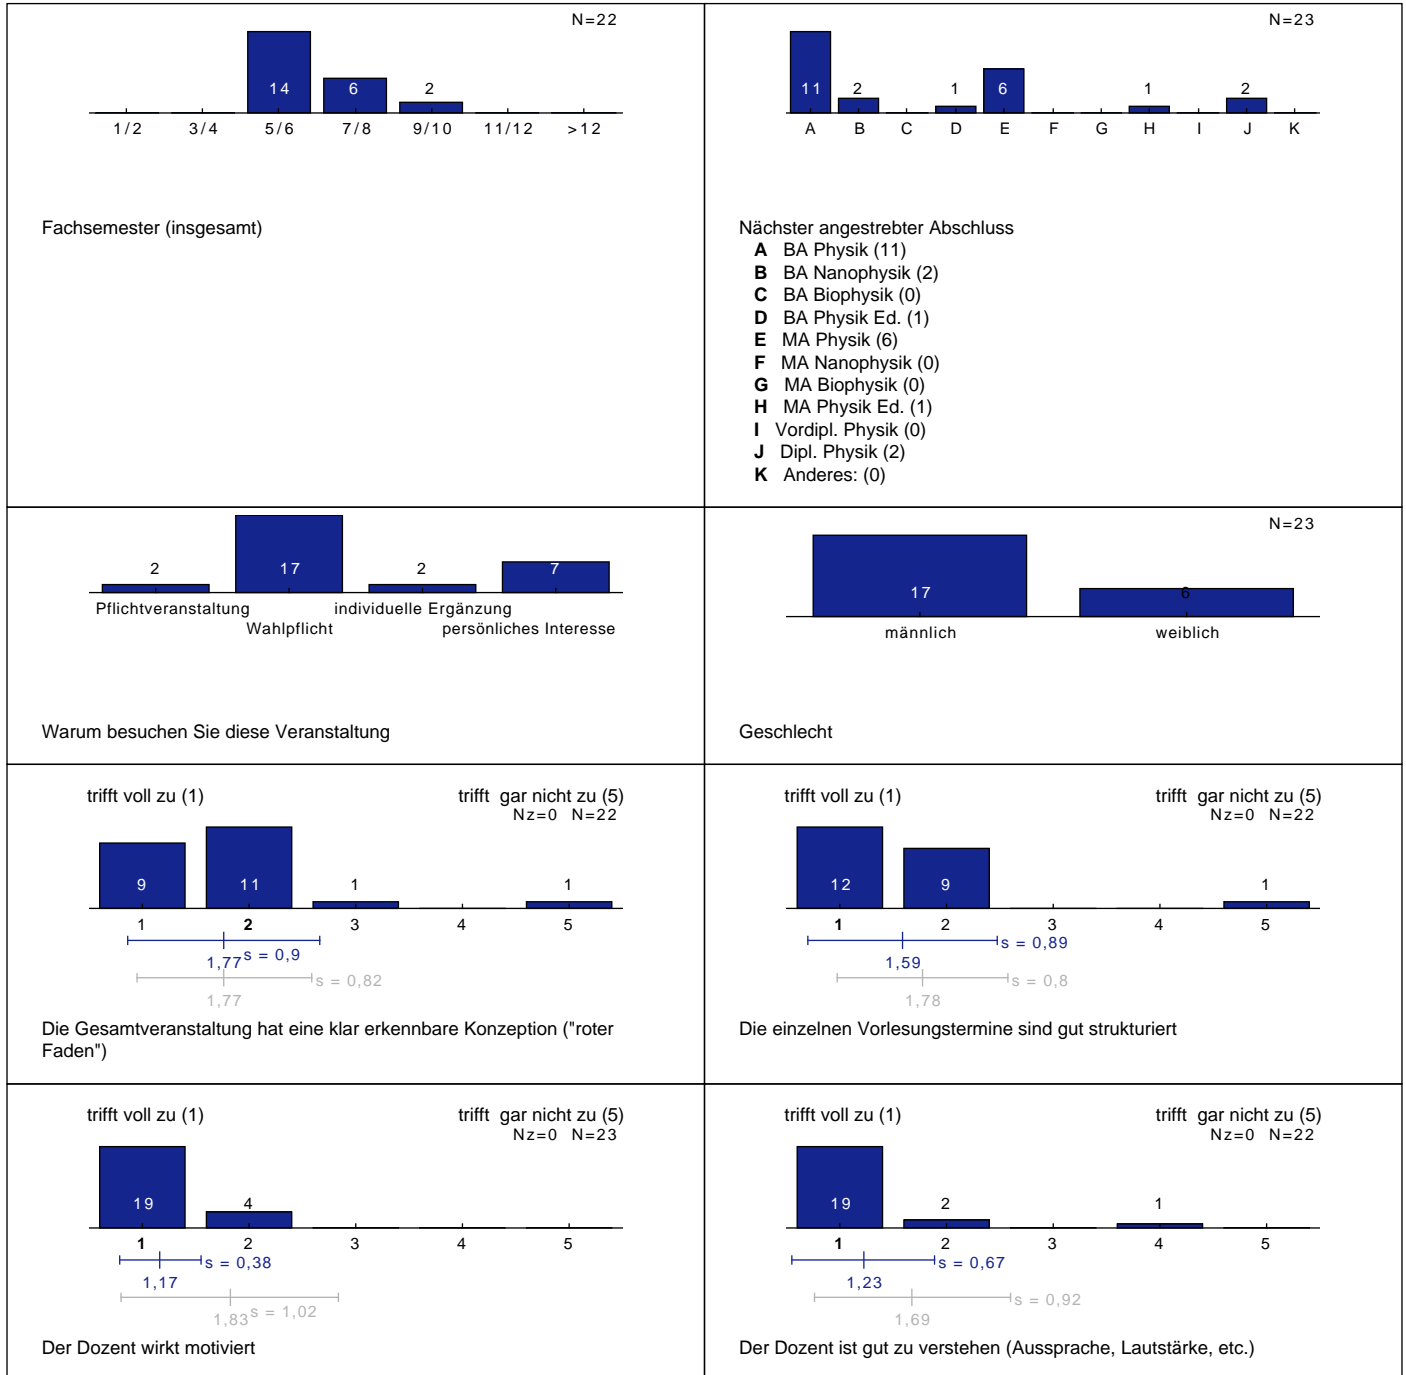 N=22
14 6 2
1/2 3/4 5/6 7/8 9/10 11/12 >12
Fachsemester (insgesamt)
N=23
11 2 1 6 1 2
A B C D E F G H I J K
Nächster angestrebter Abschluss
A BA Physik (11)
B BA Nanophysik (2)
C BA Biophysik (0)
D BA Physik Ed. (1)
E MA Physik (6)
F MA Nanophysik (0)
G MA Biophysik (0)
H MA Physik Ed. (1)
I Vordipl. Physik (0)
J Dipl. Physik (2)
K Anderes: (0)
2 17 2 7
Pflichtveranstaltung individuelle Ergänzung
Wahlpflicht persönliches Interesse
Warum besuchen Sie diese Veranstaltung
N=23
17 6
männlich weiblich
Geschlecht
trifft voll zu (1) trifft gar nicht zu (5)
Nz=0 N=22
9 11 1 1
1 2 3 4 5
1,77 s = 0,9
s = 0,82
1,77
Die Gesamtveranstaltung hat eine klar erkennbare Konzeption ("roter
Faden")
trifft voll zu (1) trifft gar nicht zu (5)
Nz=0 N=22
12 9 1
1 2 3 4 5
s = 0,89
1,59
s = 0,8
1,78
Die einzelnen Vorlesungstermine sind gut strukturiert
trifft voll zu (1) trifft gar nicht zu (5)
Nz=0 N=23
19 4
1 2 3 4 5
s = 0,38
1,17
1,83 s = 1,02
Der Dozent wirkt motiviert
trifft voll zu (1) trifft gar nicht zu (5)
Nz=0 N=22
19 2 1
1 2 3 4 5
s = 0,67
1,23
s = 0,92
1,69
Der Dozent ist gut zu verstehen (Aussprache, Lautstärke, etc.)